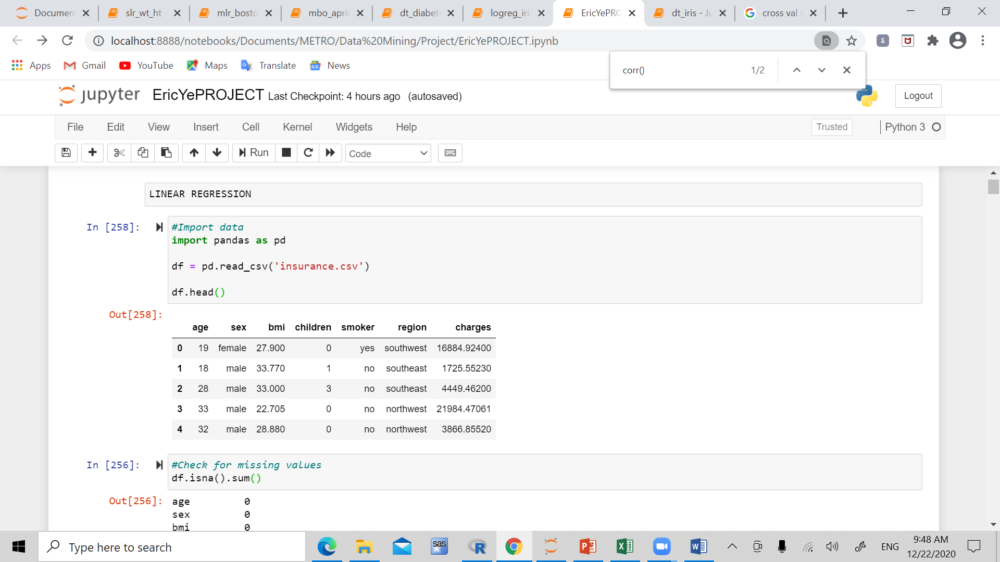 Document
slr_wt_ht -
mlr_bosto
mbo_apric
dt_diabete
logreg_iris
EricYePRO
dt_iris - Ju
cross val s
localhost:8888/notebooks/Documents/METRO/Data%20Mining/Project/EricYePROJECT.ipynb
Apps
Gmail
YouTube
Maps
Translate
News
corr()
1/2
jupyter
EricYePROJECT Last Checkpoint: 4 hours ago (autosaved)
Logout
File Edit View Insert Cell Kernel Widgets Help
Trusted
Python 3
Run
Code
LINEAR REGRESSION
In [258]:
#Import data
import pandas as pd
df = pd.read_csv('insurance.csv')
df.head()
Out[258]:
age sex bmi children smoker region charges
0 19 female 27.900 0 yes southwest 16884.92400
1 18 male 33.770 1 no southeast 1725.55230
2 28 male 33.000 3 no southeast 4449.46200
3 33 male 22.705 0 no northwest 21984.47061
4 32 male 28.880 0 no northwest 3866.85520
In [256]:
#Check for missing values
df.isna().sum()
Out[256]:
age 0
sex 0
bmi 0
Type here to search
sas
ENG
9:48 AM
12/22/2020